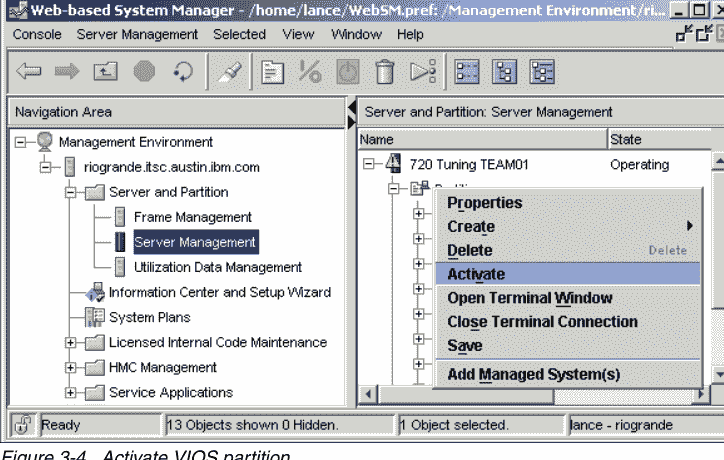 Web-based System Manager - /home/lance/WebSM.pref: /Management Environment/ri...
Console Server Management Selected View Window Help
Navigation Area
Server and Partition: Server Management
Name State
Management Environment
riogrande.itsc.austin.ibm.com
Server and Partition
Frame Management
Server Management
Utilization Data Management
Information Center and Setup Wizard
System Plans
Licensed Internal Code Maintenance
HMC Management
Service Applications
720 Tuning TEAM01 Operating
Properties
Create
Delete Delete
Activate
Open Terminal Window
Close Terminal Connection
Save
Add Managed System(s)
Ready 13 Objects shown 0 Hidden. 1 Object selected. lance - riogrande
Figure 3-4 Activate VIOS partition